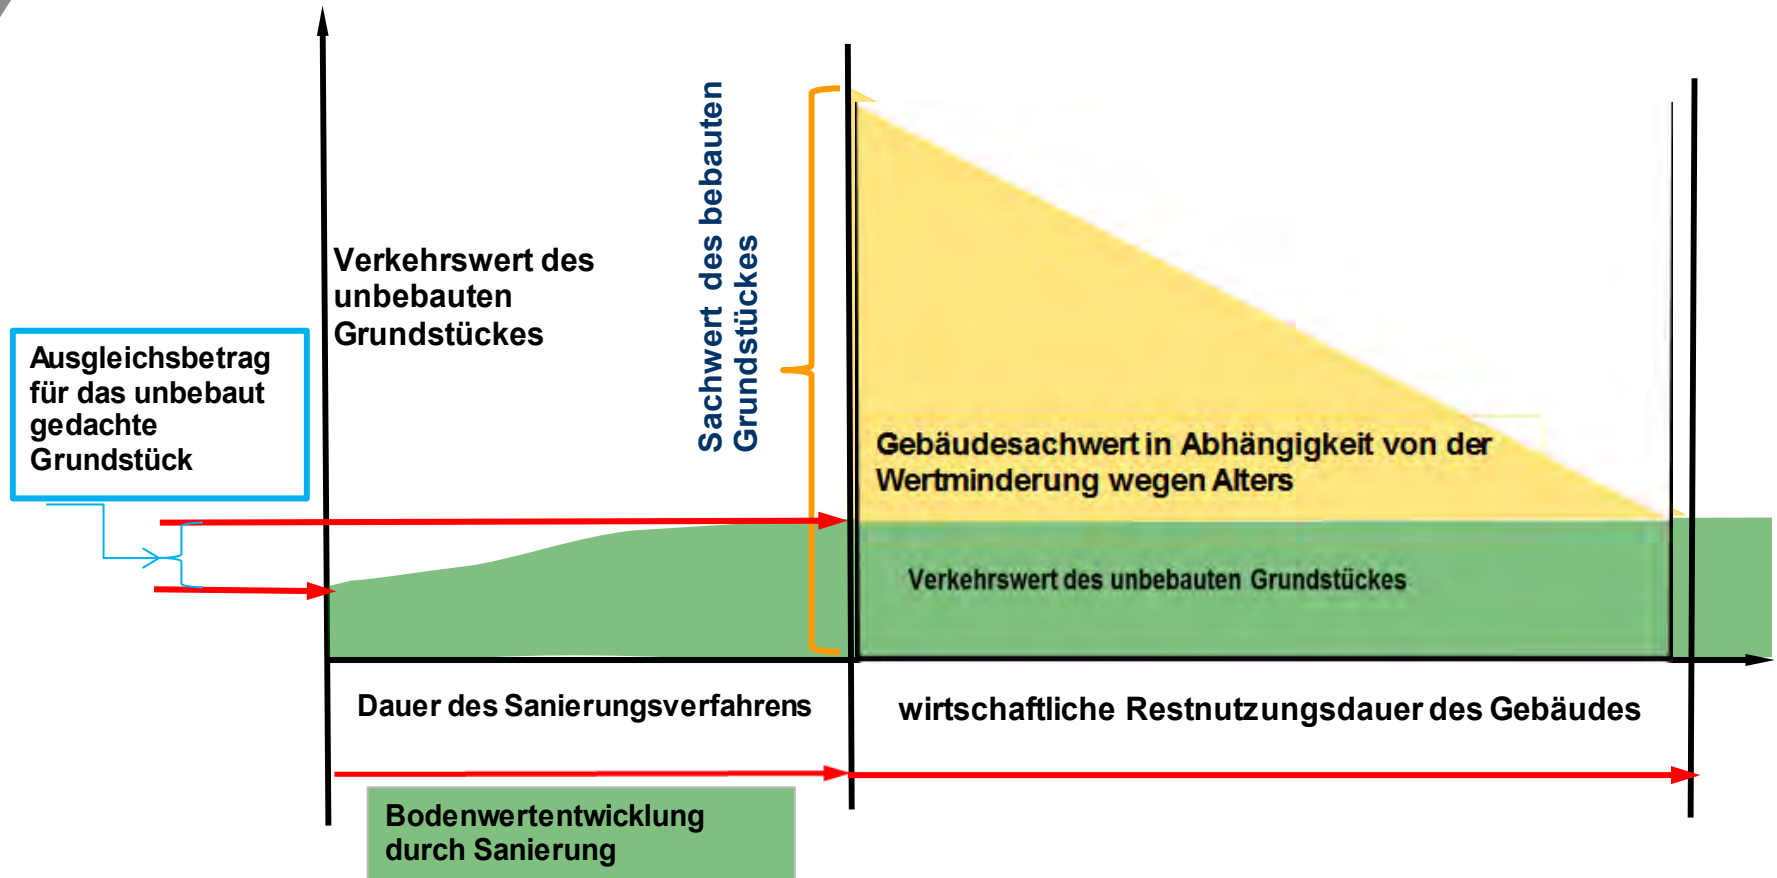 Verkehrswert des
unbebauten
Grundstückes
Ausgleichsbetrag
für das unbebaut
gedachte
Grundstück
Sachwert des bebauten
Grundstückes
Gebäudesachwert in Abhängigkeit von der
Wertminderung wegen Alters
Verkehrswert des unbebauten Grundstückes
Dauer des Sanierungsverfahrens
wirtschaftliche Restnutzungsdauer des Gebäudes
Bodenwertentwicklung
durch Sanierung